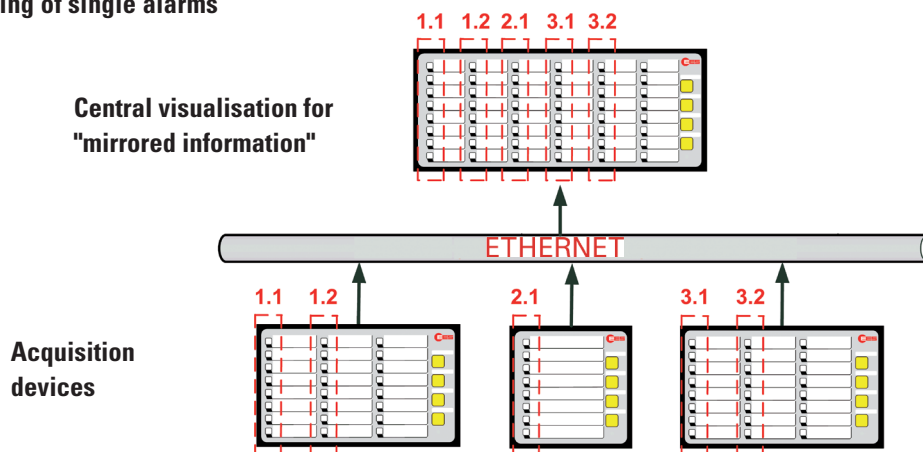 ing of single alarms
1.1 1.2 2.1 3.1 3.2
Central visualisation for
"mirrored information"
ETHERNET
1.1 1.2 2.1 3.1 3.2
Acquisition
devices